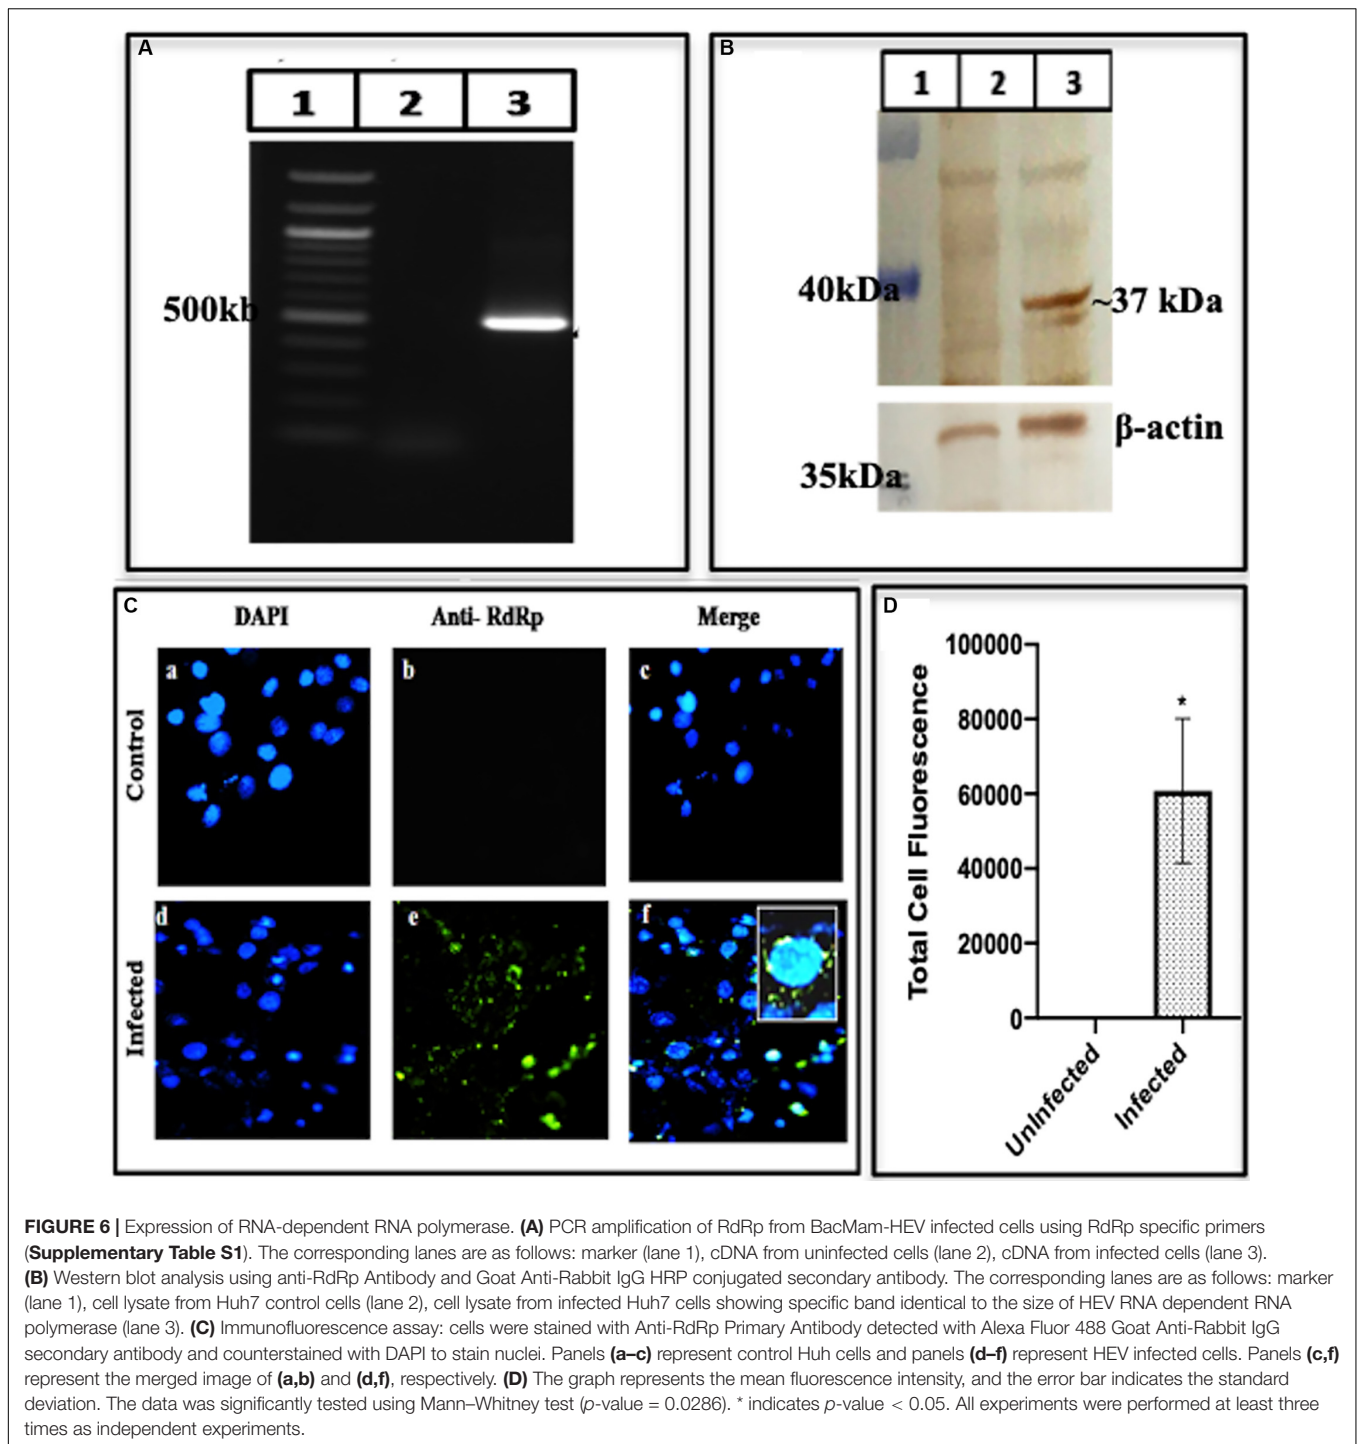 A
1 2 3
500kb
B
1 2 3
40kDa
~37 kDa
β-actin
35kDa
C
DAPI Anti- RdRp Merge
Control
a b c
Infected
d e f
D
Total Cell Fluorescence
100000
80000
60000
40000
20000
0
*
UnInfected
Infected
FIGURE 6 | Expression of RNA-dependent RNA polymerase. (A) PCR amplification of RdRp from BacMam-HEV infected cells using RdRp specific primers
(Supplementary Table S1). The corresponding lanes are as follows: marker (lane 1), cDNA from uninfected cells (lane 2), cDNA from infected cells (lane 3).
(B) Western blot analysis using anti-RdRp Antibody and Goat Anti-Rabbit IgG HRP conjugated secondary antibody. The corresponding lanes are as follows: marker
(lane 1), cell lysate from Huh7 control cells (lane 2), cell lysate from infected Huh7 cells showing specific band identical to the size of HEV RNA dependent RNA
polymerase (lane 3). (C) Immunofluorescence assay: cells were stained with Anti-RdRp Primary Antibody detected with Alexa Fluor 488 Goat Anti-Rabbit IgG
secondary antibody and counterstained with DAPI to stain nuclei. Panels (a–c) represent control Huh cells and panels (d–f) represent HEV infected cells. Panels (c,f)
represent the merged image of (a,b) and (d,f), respectively. (D) The graph represents the mean fluorescence intensity, and the error bar indicates the standard
deviation. The data was significantly tested using Mann–Whitney test (p-value = 0.0286). * indicates p-value < 0.05. All experiments were performed at least three
times as independent experiments.